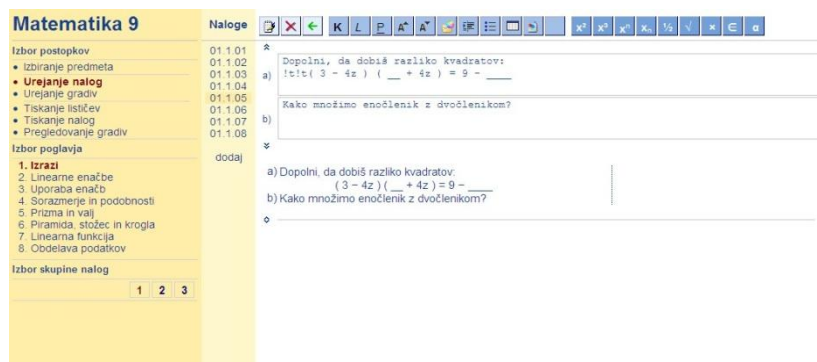 Matematika 9
Izbor postopkov
• Izbiranje predmeta
• Urejanje nalog
• Urejanje gradiv
• Tiskanje lističev
• Tiskanje nalog
• Pregledovanje gradiv
Izbor poglavja
1. Izrazi
2. Linearne enačbe
3. Uporaba enačb
4. Sorazmerje in podobnosti
5. Prizma in valj
6. Piramida, stožec in krogla
7. Linearna funkcija
8. Obdelava podatkov
Izbor skupine nalog
1 2 3
Naloge
01.1.01
01.1.02
01.1.03
01.1.04
01.1.05
01.1.06
01.1.07
01.1.08
dodaj
K L P A A x² x³ xⁿ xₙ ½ √ × ∈ α
a)
Dopolni, da dobiš razliko kvadratov:
!t!t( 3 - 4z ) ( __ + 4z ) = 9 - ____
b)
Kako množimo enočlenik z dvočlenikom?
a) Dopolni, da dobiš razliko kvadratov:
( 3 − 4z ) ( __ + 4z ) = 9 − ____
b) Kako množimo enočlenik z dvočlenikom?